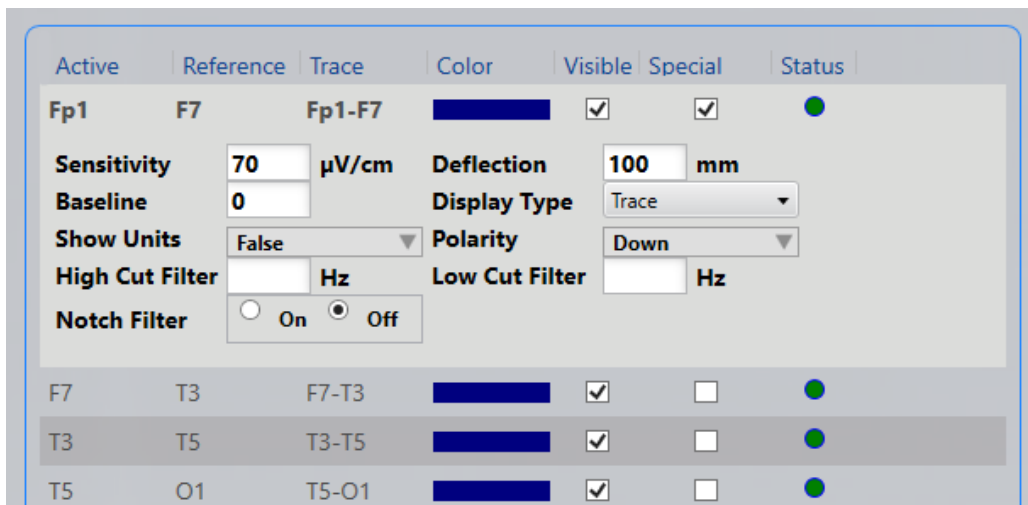 Active Reference Trace Color Visible Special Status
Fp1 F7 Fp1-F7
Sensitivity 70 µV/cm Deflection 100 mm
Baseline 0 Display Type Trace
Show Units False Polarity Down
High Cut Filter Hz Low Cut Filter Hz
Notch Filter On Off
F7 T3 F7-T3
T3 T5 T3-T5
T5 O1 T5-O1